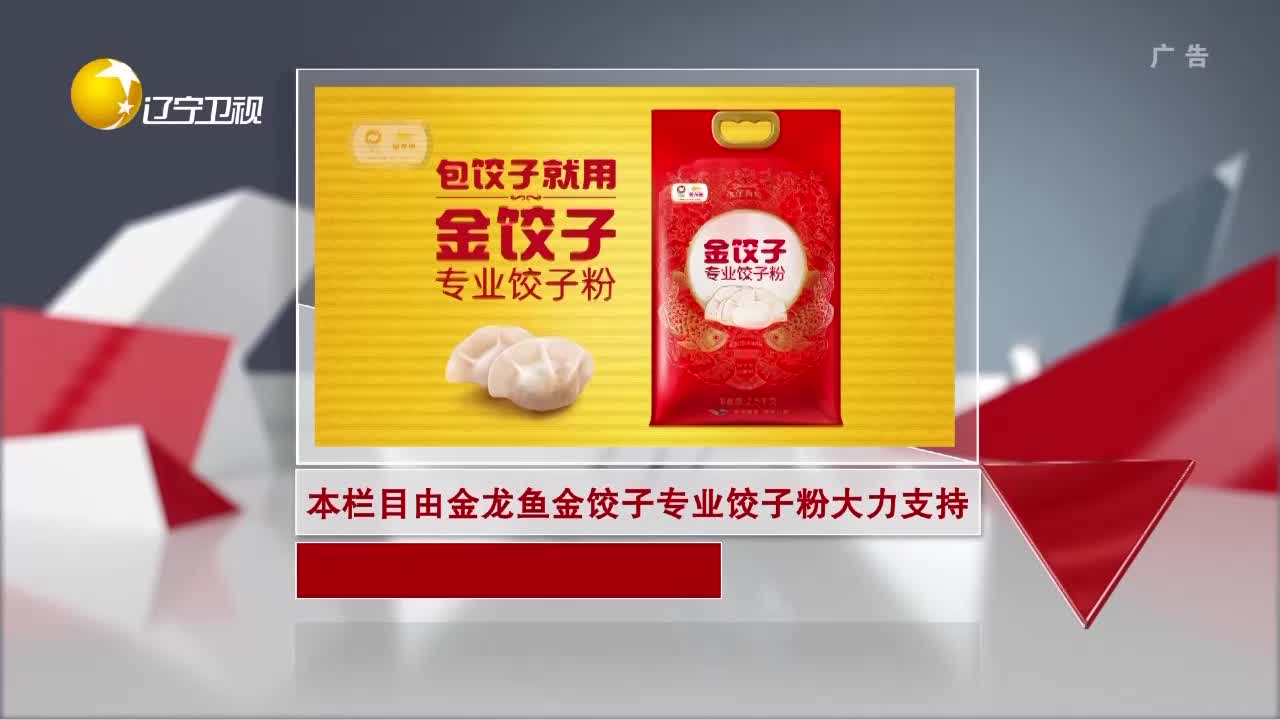 辽宁卫视
广告
包饺子就用
金饺子
专业饺子粉
金饺子
专业饺子粉
本栏目由金龙鱼金饺子专业饺子粉大力支持